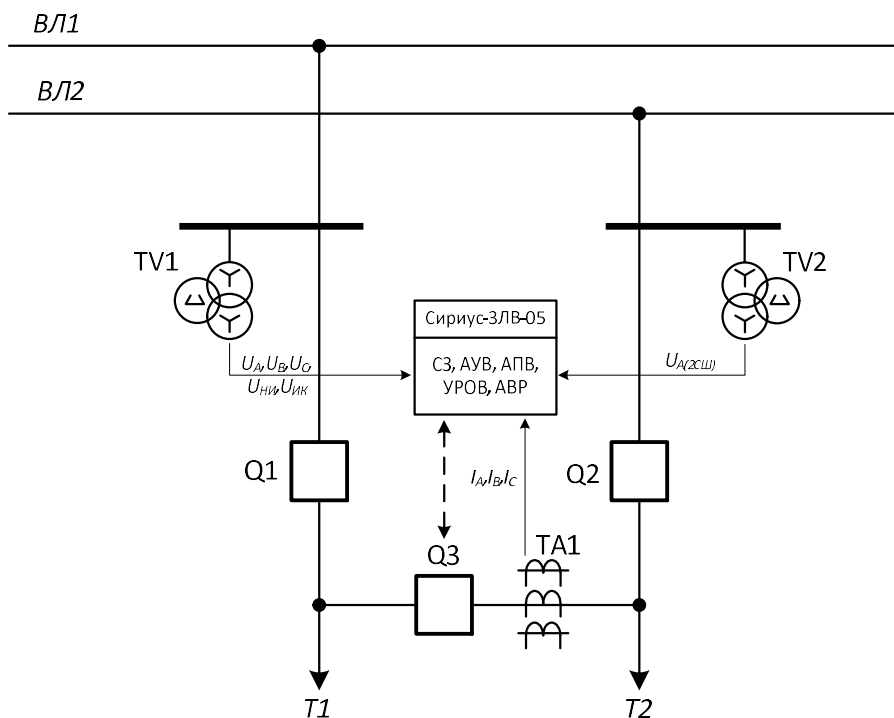 ВЛ1
ВЛ2
TV1
TV2
Сириус-3ЛВ-05
СЗ, АУВ, АПВ,
УРОВ, АВР
UA,UB,UC,
UНИ,UИК
UA(2СШ)
Q1
Q2
IA,IB,IC
Q3
TA1
T1
T2